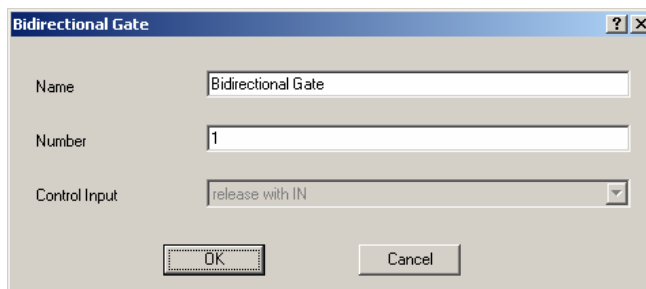 Bidirectional Gate
Name Bidirectional Gate
Number 1
Control Input release with IN
OK Cancel